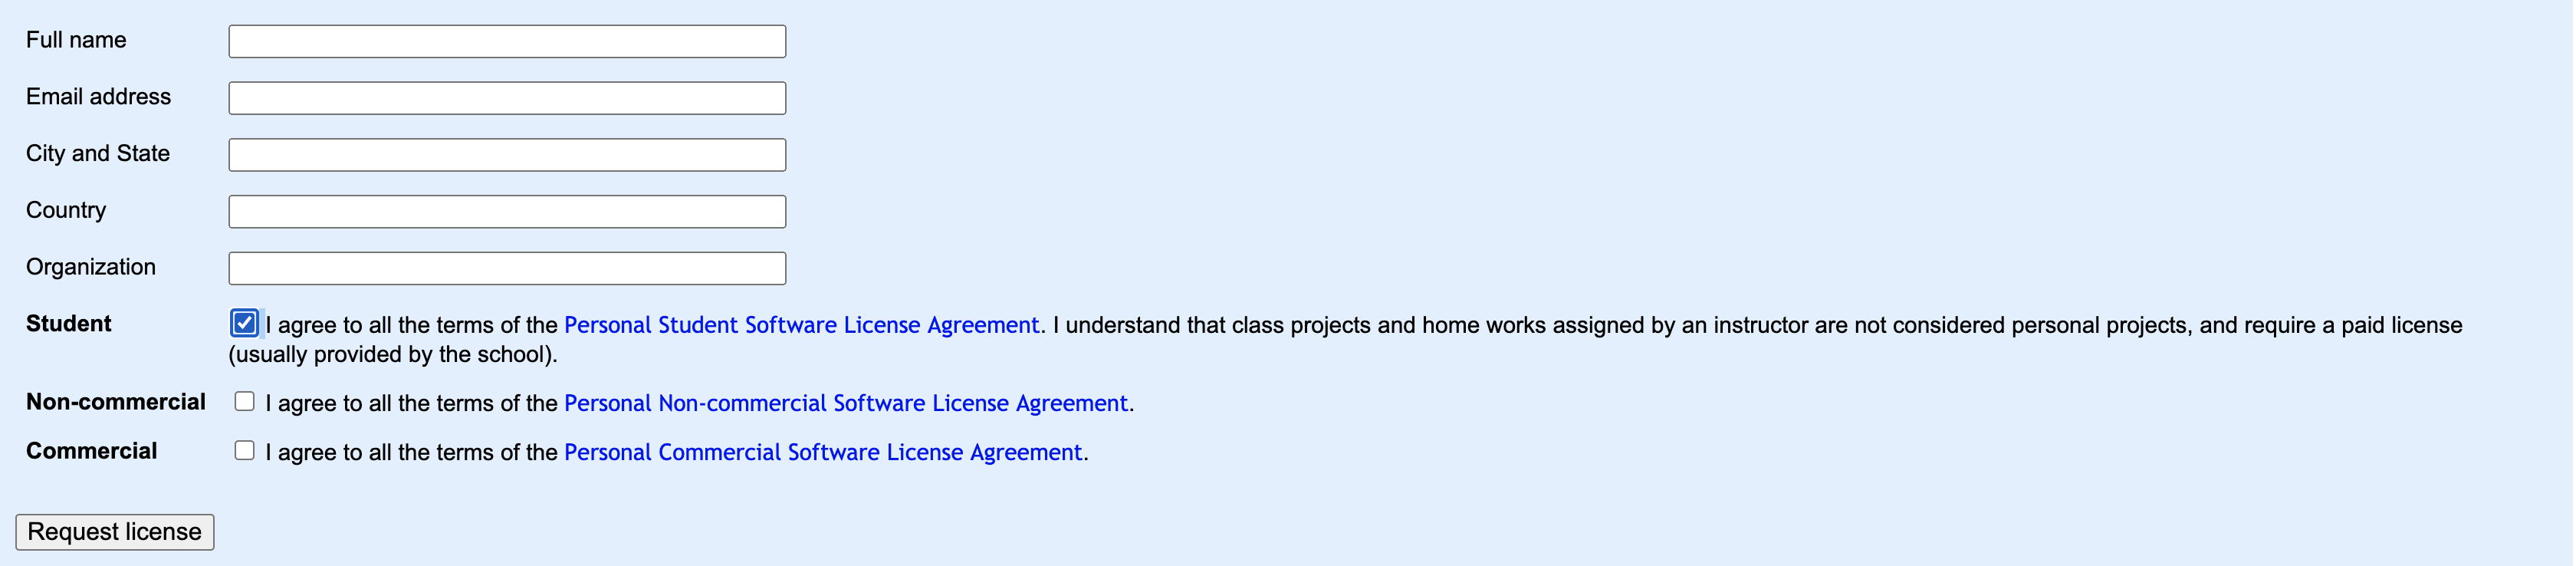 Full name
Email address
City and State
Country
Organization
Student I agree to all the terms of the Personal Student Software License Agreement. I understand that class projects and home works assigned by an instructor are not considered personal projects, and require a paid license
(usually provided by the school).
Non-commercial I agree to all the terms of the Personal Non-commercial Software License Agreement.
Commercial I agree to all the terms of the Personal Commercial Software License Agreement.
Request license